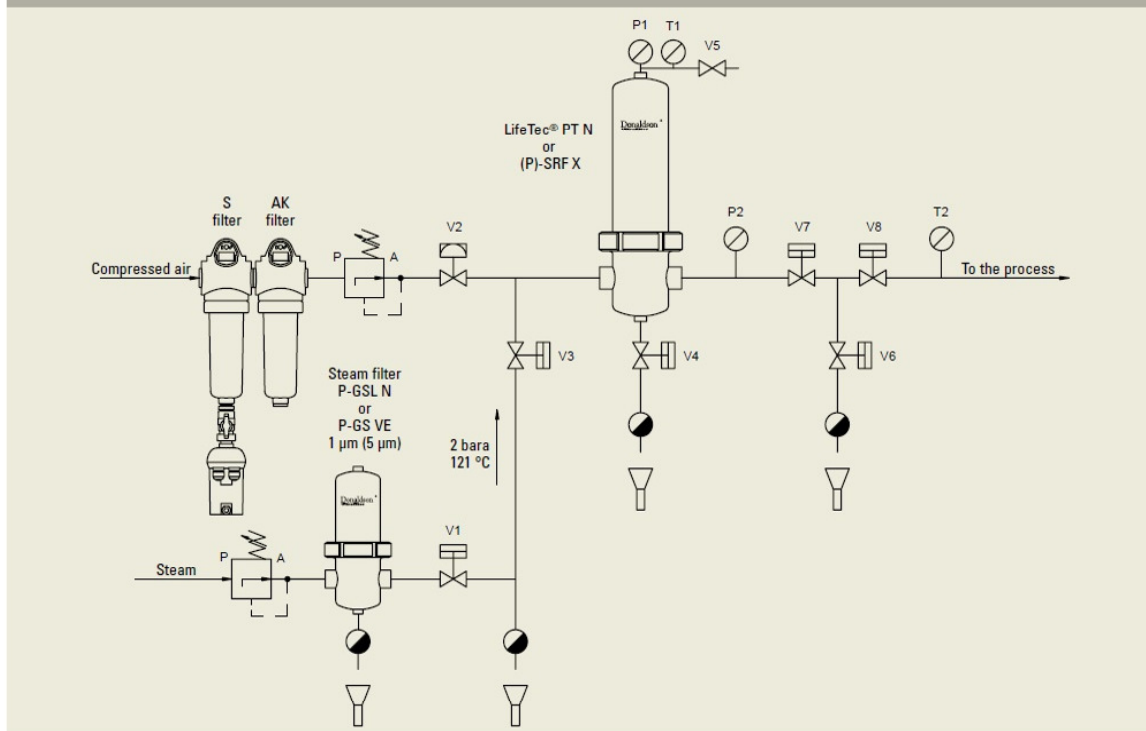 P1
T1
V5
Donaldson
LifeTec® PT N
or
(P)-SRF X
S
filter
AK
filter
P
A
V2
P2
V7
V8
T2
Compressed air
To the process
V3
V4
V6
Steam filter
P-GSL N
or
P-GS VE
1 µm (5 µm)
2 bara
121 °C
Donaldson
V1
P
A
Steam